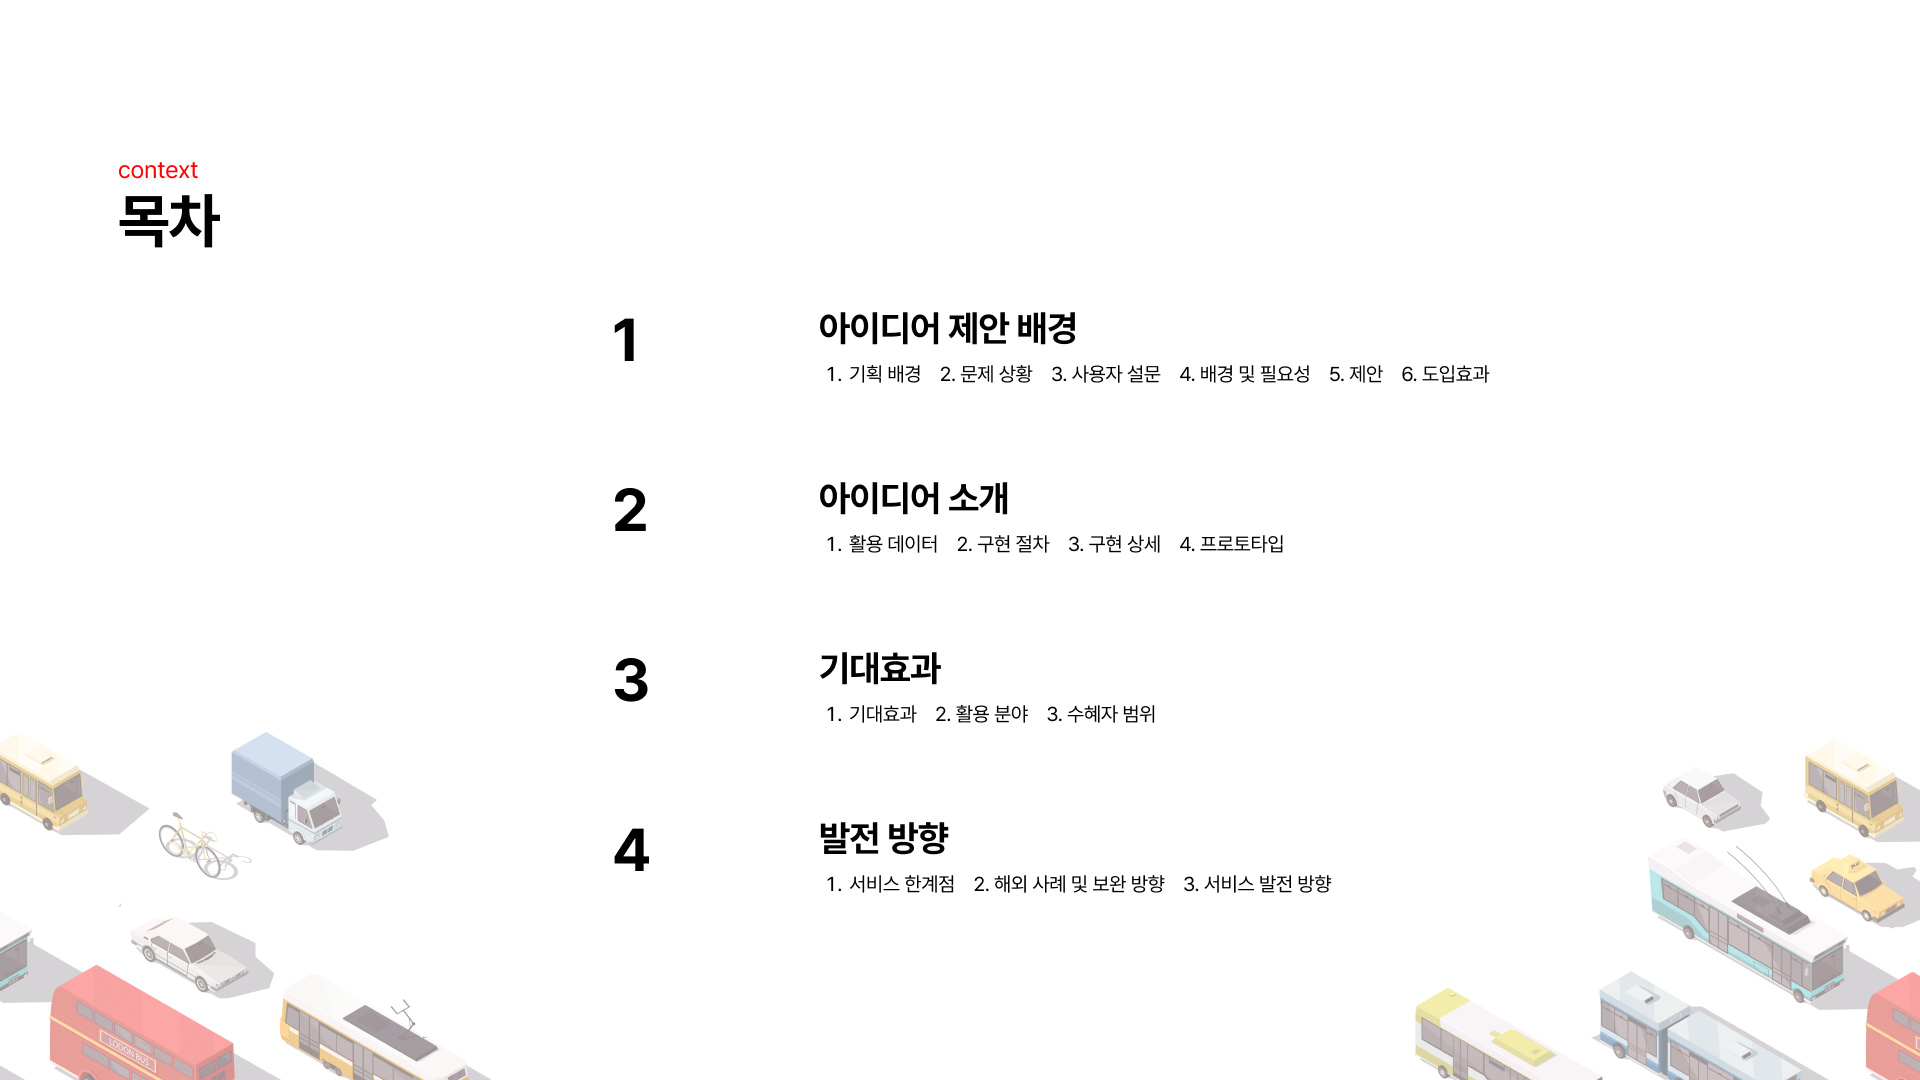 context
목차
1
아이디어 제안 배경
1. 기획 배경 2. 문제 상황 3. 사용자 설문 4. 배경 및 필요성 5. 제안 6. 도입효과
2
아이디어 소개
1. 활용 데이터 2. 구현 절차 3. 구현 상세 4. 프로토타입
3
기대효과
1. 기대효과 2. 활용 분야 3. 수혜자 범위
4
발전 방향
1. 서비스 한계점 2. 해외 사례 및 보완 방향 3. 서비스 발전 방향
LODON BUS